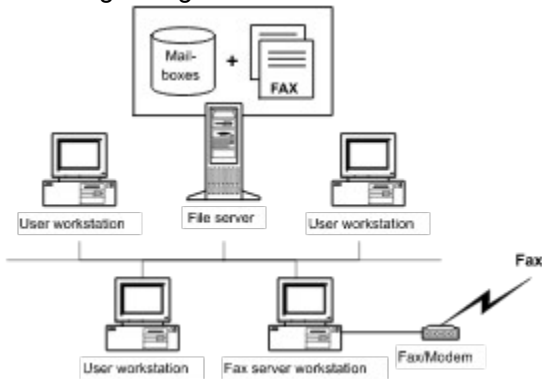 Mail-
boxes
+
FAX
User workstation
File server
User workstation
Fax
User workstation
Fax server workstation
Fax/Modem